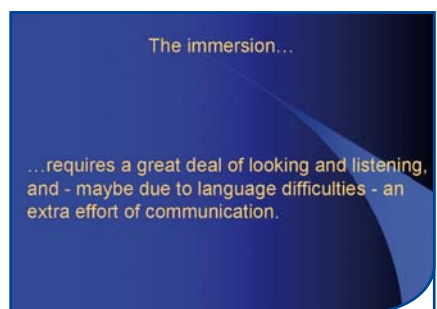 The immersion...
...requires a great deal of looking and listening,
and - maybe due to language difficulties - an
extra effort of communication.